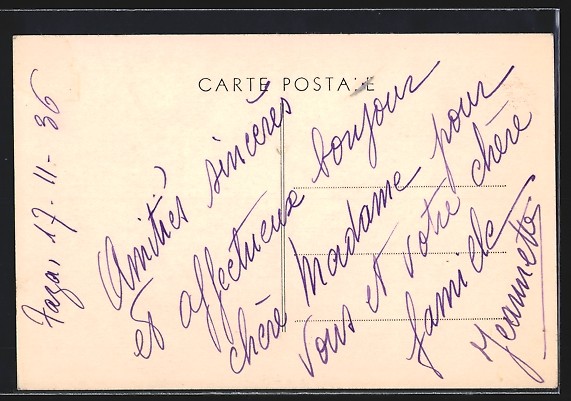 CARTE POSTALE
17-11-36
Amitiés sincères
et affectueux bonjour
chère Madame pour
vous et votre chère
famille
Jeannette